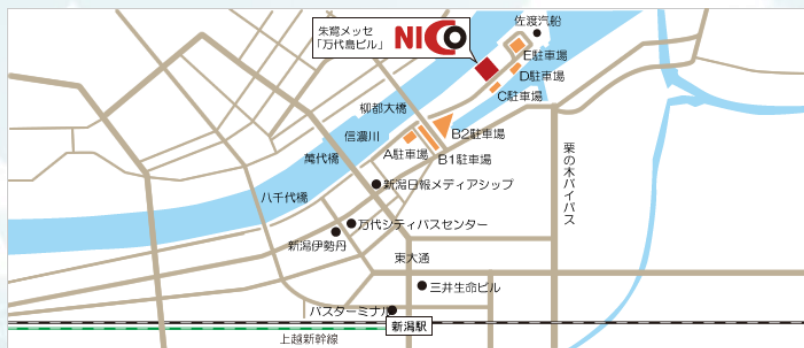 佐渡汽船
朱鷺メッセ
「万代島ビル」
NICO
E駐車場
D駐車場
C駐車場
柳都大橋
信濃川
B2駐車場
A駐車場
B1駐車場
萬代橋
新潟日報メディアシップ
八千代橋
栗の木バイパス
万代シティバスセンター
新潟伊勢丹
東大通
三井生命ビル
バスターミナル
新潟駅
上越新幹線